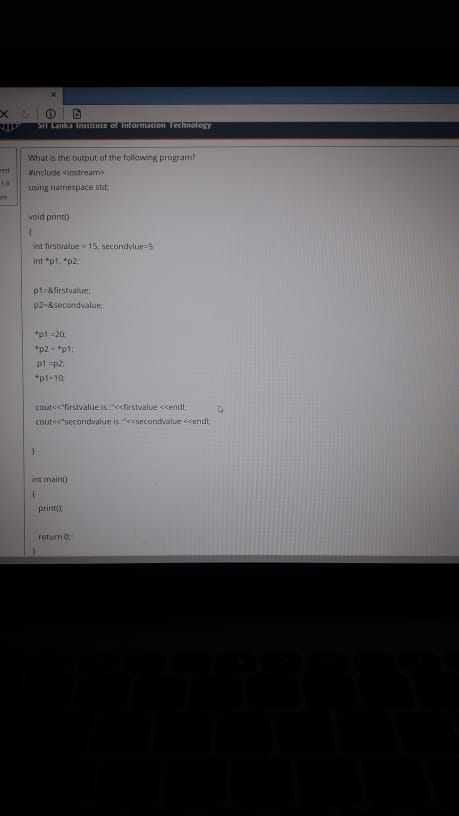 Sri Lanka Institute of Information Technology
What is the output of the following program?
#include <iostream>
1.0
using namespace std;
void print()
{
int firstvalue = 15, secondvlue=5;
int *p1, *p2;
p1=&firstvalue;
p2=&secondvalue;
*p1 =20;
*p2 = *p1;
p1 =p2;
*p1=10;
cout<<"firstvalue is :"<<firstvalue <<endl;
cout<<"secondvalue is :"<<secondvalue <<endl;
}
int main()
{
print();
return 0;
}